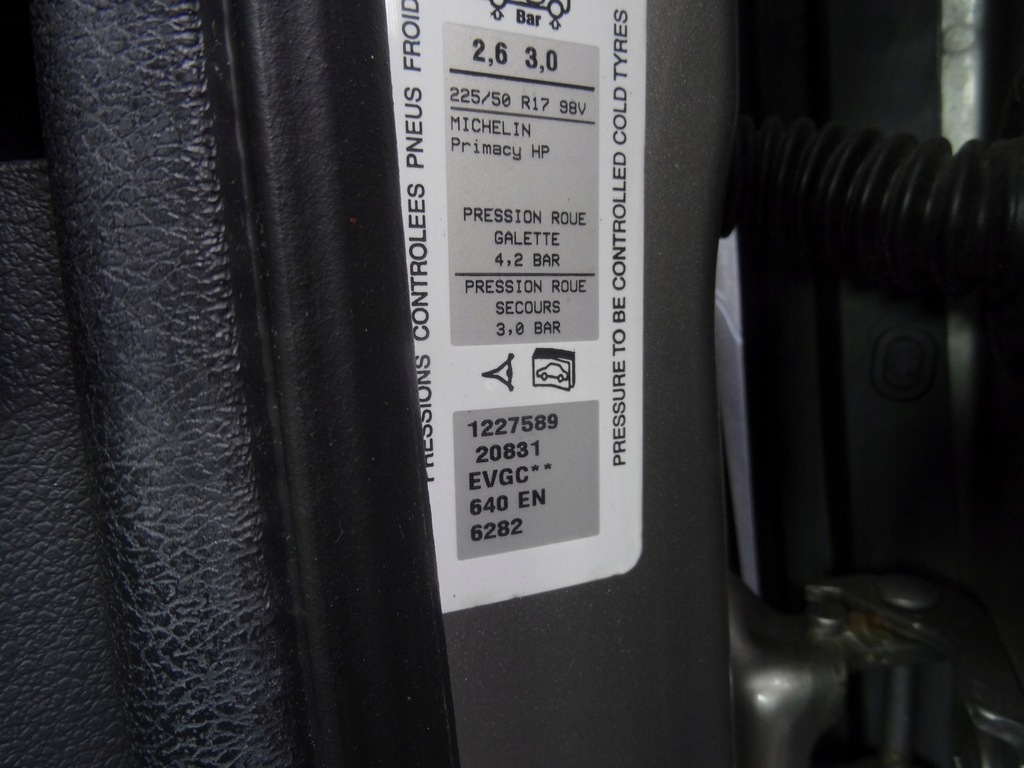 Bar
2,6 3,0
225/50 R17 98V
MICHELIN
Primacy HP
PRESSION ROUE
GALETTE
4,2 BAR
PRESSION ROUE
SECOURS
3,0 BAR
1227589
20831
EVGC**
640 EN
6282
PRESSIONS CONTROLEES PNEUS FROID
PRESSURE TO BE CONTROLLED COLD TYRES